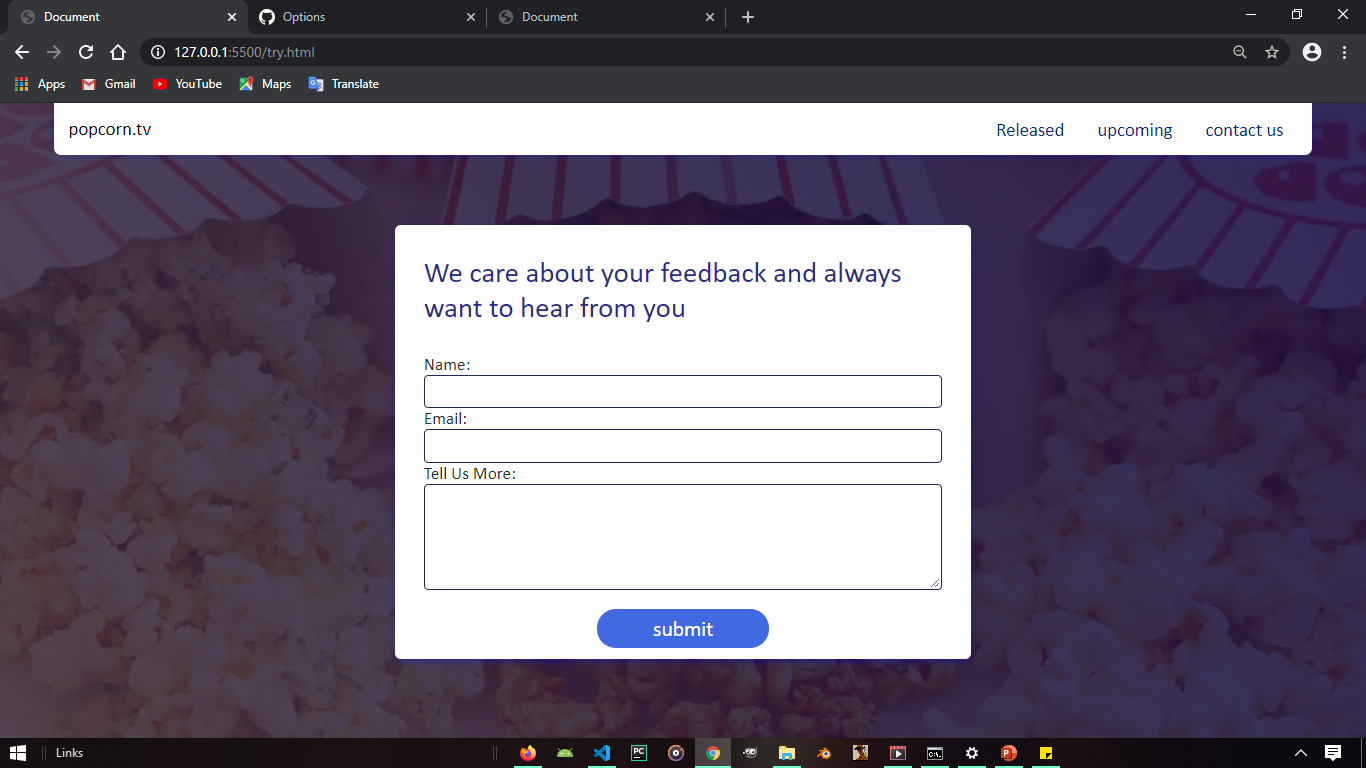 Document
Options
Document
127.0.0.1:5500/try.html
Apps
Gmail
YouTube
Maps
Translate
popcorn.tv
Released
upcoming
contact us
We care about your feedback and always
want to hear from you
Name:
Email:
Tell Us More:
submit
Links
PC
C:\.